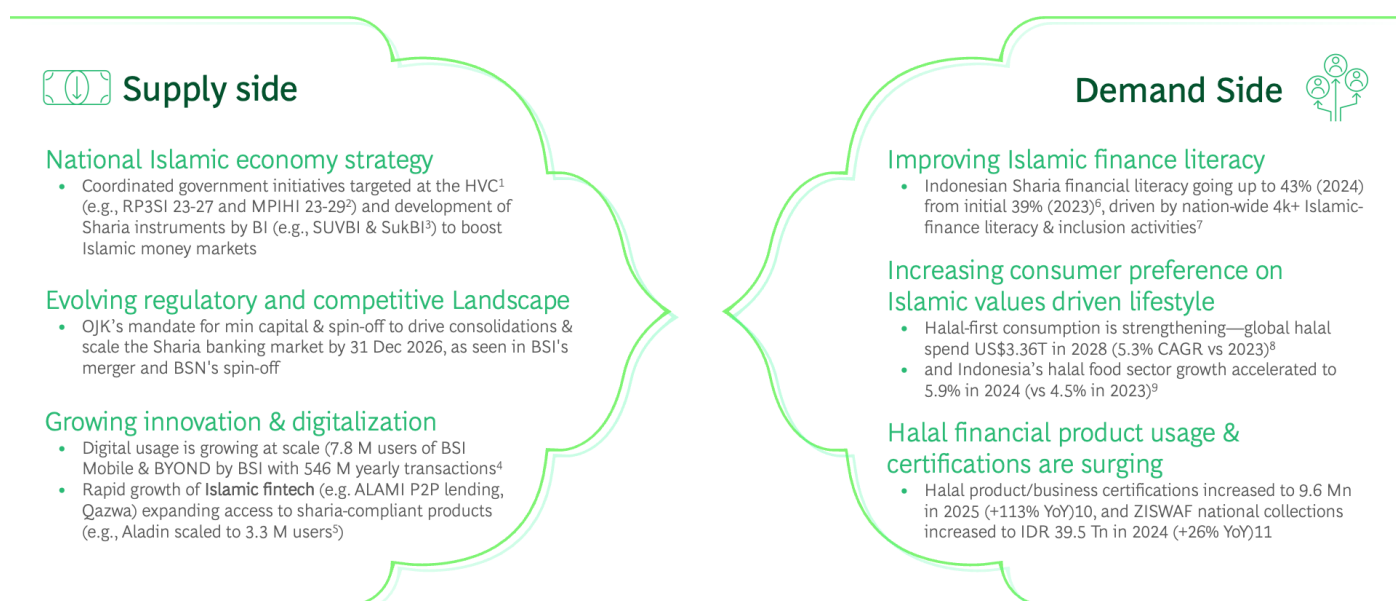 Supply side
National Islamic economy strategy
• Coordinated government initiatives targeted at the HVC¹
(e.g., RP3SI 23-27 and MPIHI 23-29²) and development of
Sharia instruments by BI (e.g., SUVBI & SukBI³) to boost
Islamic money markets
Evolving regulatory and competitive Landscape
• OJK's mandate for min capital & spin-off to drive consolidations &
scale the Sharia banking market by 31 Dec 2026, as seen in BSI's
merger and BSN's spin-off
Growing innovation & digitalization
• Digital usage is growing at scale (7.8 M users of BSI
Mobile & BYOND by BSI with 546 M yearly transactions⁴
• Rapid growth of Islamic fintech (e.g. ALAMI P2P lending,
Qazwa) expanding access to sharia-compliant products
(e.g., Aladin scaled to 3.3 M users⁵)
Demand Side
Improving Islamic finance literacy
• Indonesian Sharia financial literacy going up to 43% (2024)
from initial 39% (2023)⁶, driven by nation-wide 4k+ Islamic-
finance literacy & inclusion activities⁷
Increasing consumer preference on
Islamic values driven lifestyle
• Halal-first consumption is strengthening—global halal
spend US$3.36T in 2028 (5.3% CAGR vs 2023)⁸
• and Indonesia's halal food sector growth accelerated to
5.9% in 2024 (vs 4.5% in 2023)⁹
Halal financial product usage &
certifications are surging
• Halal product/business certifications increased to 9.6 Mn
in 2025 (+113% YoY)10, and ZISWAF national collections
increased to IDR 39.5 Tn in 2024 (+26% YoY)11